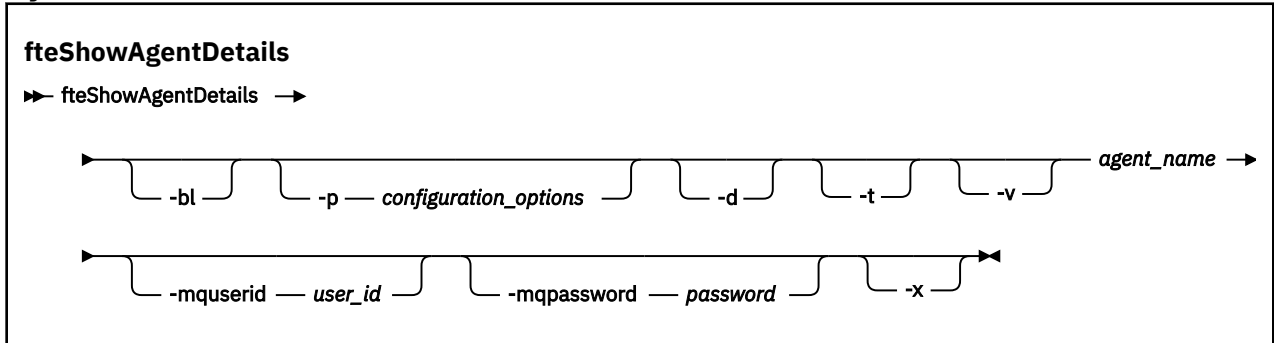 fteShowAgentDetails
fteShowAgentDetails
agent_name
-bl -p configuration_options -d -t -v
-mquserid user_id -mqpassword password -x